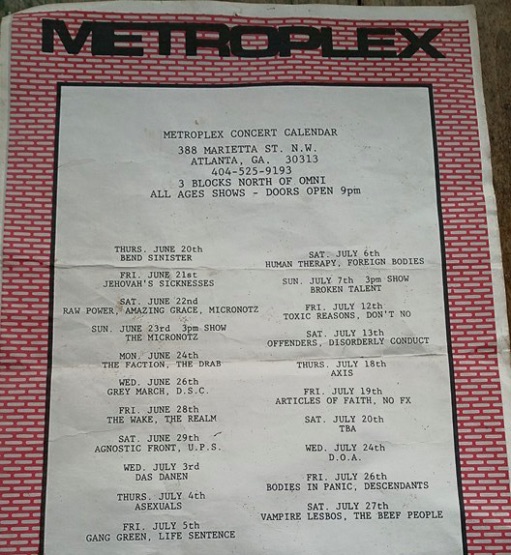 METROPLEX
METROPLEX CONCERT CALENDAR
388 MARIETTA ST. N.W.
ATLANTA, GA. 30313
404-525-9193
3 BLOCKS NORTH OF OMNI
ALL AGES SHOWS - DOORS OPEN 9pm
THURS. JUNE 20th
BEND SINISTER
FRI. JUNE 21st
JEHOVAH'S SICKNESSES
SAT. JUNE 22nd
RAW POWER, AMAZING GRACE, MICRONOTZ
SUN. JUNE 23rd 3pm SHOW
THE MICRONOTZ
MON. JUNE 24th
THE FACTION, THE DRAB
WED. JUNE 26th
GREY MARCH, D.S.C.
FRI. JUNE 28th
THE WAKE, THE REALM
SAT. JUNE 29th
AGNOSTIC FRONT, U.P.S.
WED. JULY 3rd
DAS DANEN
THURS. JULY 4th
ASEXUALS
FRI. JULY 5th
GANG GREEN, LIFE SENTENCE
SAT. JULY 6th
HUMAN THERAPY, FOREIGN BODIES
SUN. JULY 7th 3pm SHOW
BROKEN TALENT
FRI. JULY 12th
TOXIC REASONS, DON'T NO
SAT. JULY 13th
OFFENDERS, DISORDERLY CONDUCT
THURS. JULY 18th
AXIS
FRI. JULY 19th
ARTICLES OF FAITH, NO FX
SAT. JULY 20th
TBA
WED. JULY 24th
D.O.A.
FRI. JULY 26th
BODIES IN PANIC, DESCENDANTS
SAT. JULY 27th
VAMPIRE LESBOS, THE BEEF PEOPLE